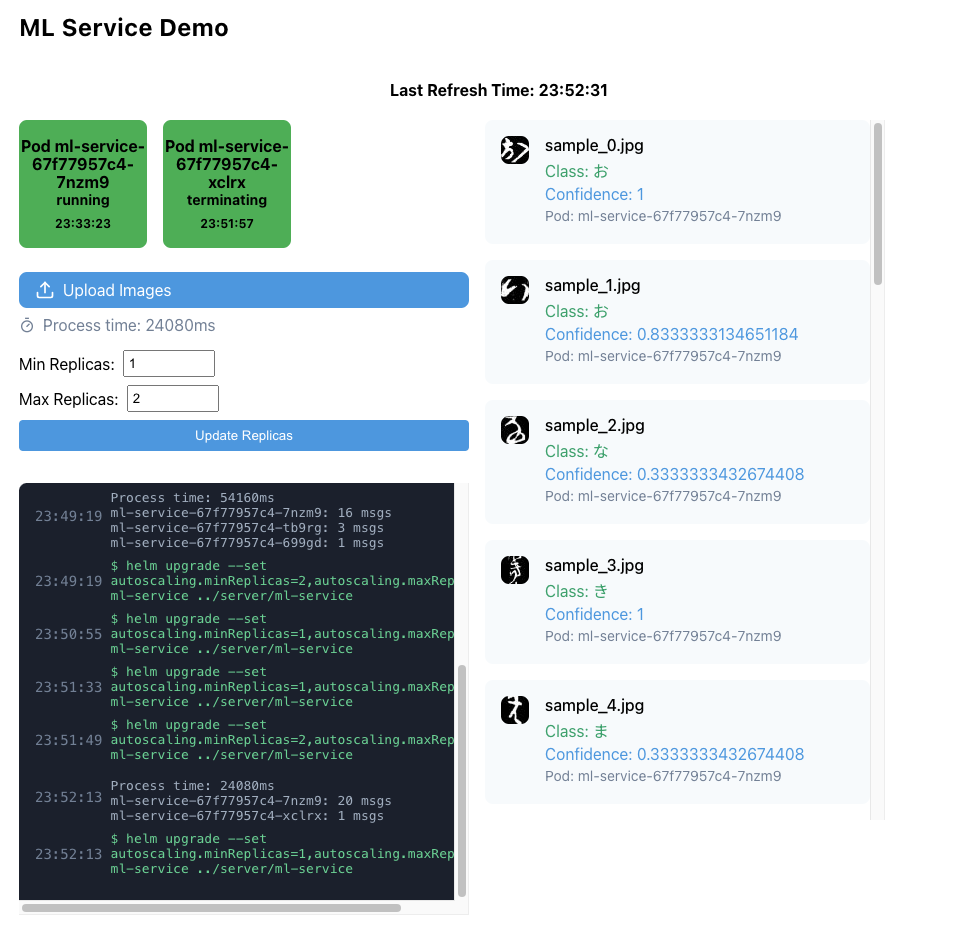 ML Service Demo
Last Refresh Time: 23:52:31
Pod ml-service-
67f77957c4-
7nzm9
running
23:33:23
Pod ml-service-
67f77957c4-
xclrx
terminating
23:51:57
Upload Images
Process time: 24080ms
Min Replicas: 1
Max Replicas: 2
Update Replicas
Process time: 54160ms
23:49:19 ml-service-67f77957c4-7nzm9: 16 msgs
ml-service-67f77957c4-tb9rg: 3 msgs
ml-service-67f77957c4-699gd: 1 msgs
$ helm upgrade --set
23:49:19 autoscaling.minReplicas=2,autoscaling.maxRep
ml-service ../server/ml-service
$ helm upgrade --set
23:50:55 autoscaling.minReplicas=1,autoscaling.maxRep
ml-service ../server/ml-service
$ helm upgrade --set
23:51:33 autoscaling.minReplicas=1,autoscaling.maxRep
ml-service ../server/ml-service
$ helm upgrade --set
23:51:49 autoscaling.minReplicas=2,autoscaling.maxRep
ml-service ../server/ml-service
Process time: 24080ms
23:52:13 ml-service-67f77957c4-7nzm9: 20 msgs
ml-service-67f77957c4-xclrx: 1 msgs
$ helm upgrade --set
23:52:13 autoscaling.minReplicas=1,autoscaling.maxRep
ml-service ../server/ml-service
sample_0.jpg
Class: お
Confidence: 1
Pod: ml-service-67f77957c4-7nzm9
sample_1.jpg
Class: お
Confidence: 0.8333333134651184
Pod: ml-service-67f77957c4-7nzm9
sample_2.jpg
Class: な
Confidence: 0.3333333432674408
Pod: ml-service-67f77957c4-7nzm9
sample_3.jpg
Class: き
Confidence: 1
Pod: ml-service-67f77957c4-7nzm9
sample_4.jpg
Class: ま
Confidence: 0.3333333432674408
Pod: ml-service-67f77957c4-7nzm9